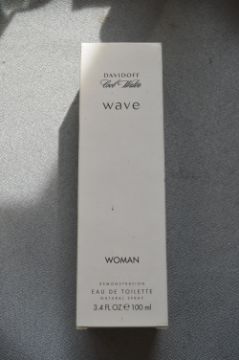 DAVIDOFF
Cool Water
wave
WOMAN
DEMONSTRATION
EAU DE TOILETTE
NATURAL SPRAY
3.4 FL.OZ ℮ 100 ml